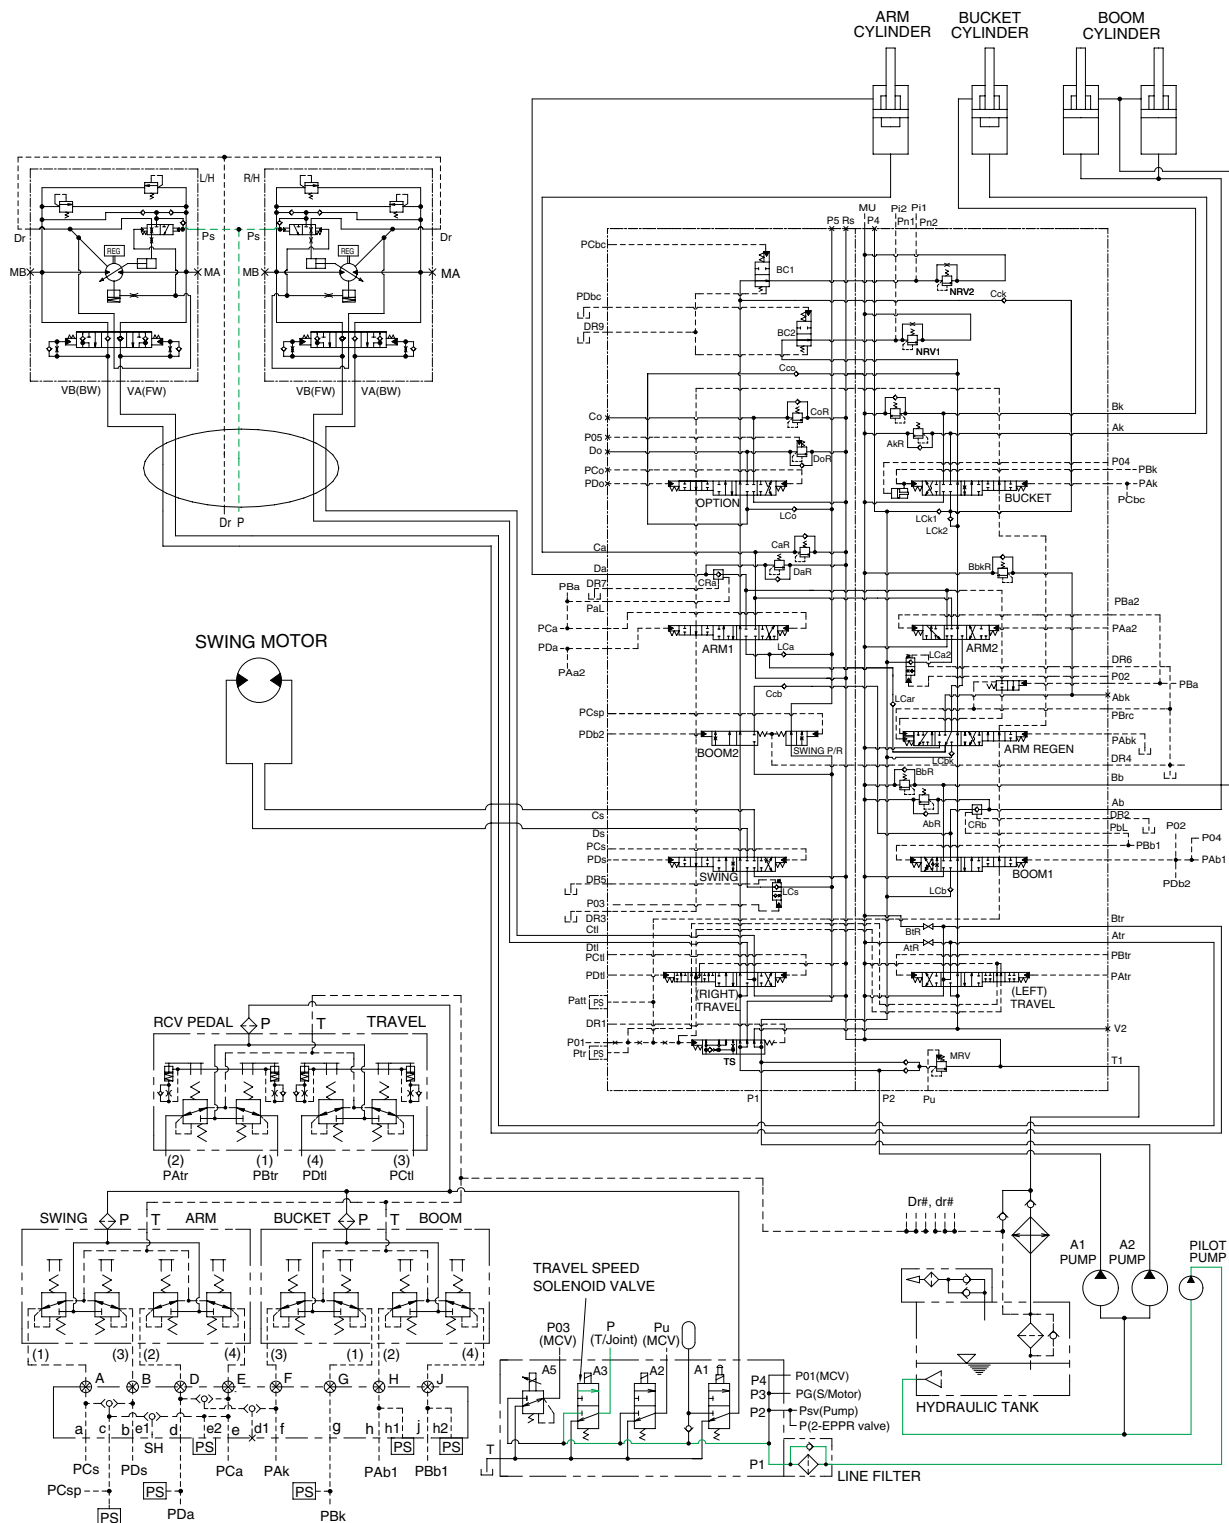 ARM
CYLINDER
BUCKET
CYLINDER
BOOM
CYLINDER
L/H
R/H
Dr
Ps
Ps
Dr
REG
REG
MB
MA
MB
MA
VB(BW)
VA(FW)
VB(FW)
VA(BW)
Dr P
MU
P5 Rs
P4
Pi2
Pi1
Pn1
Pn2
PCbc
BC1
NRV2
Cck
PDbc
DR9
BC2
NRV1
Cco
Co
CoR
P05
Do
DoR
PCo
PDo
OPTION
LCo
Bk
AkR
Ak
P04
PBk
PAk
PCbc
BUCKET
LCk1
LCk2
Ca
CaR
Da
DaR
CRa
DR7
PBa
PaL
PCa
PDa
PAa2
ARM1
LCa
BbkR
PBa2
PAa2
ARM2
LCa2
DR6
P02
PBa
LCar
Abk
Ccb
PCsp
PDb2
BOOM2
SWING P/R
PBrc
PAbk
ARM REGEN
LCbk
DR4
BbR
Bb
AbR
CRb
Ab
DR2
PbL
PBb1
P02
P04
PAb1
PDb2
BOOM1
LCb
SWING MOTOR
Cs
Ds
PCs
PDs
SWING
DR5
LCs
P03
DR3
Ctl
Dtl
PCtl
PDtl
(RIGHT)
TRAVEL
Patt
PS
BtR
Btr
AtR
Atr
PBtr
PAtr
(LEFT)
TRAVEL
DR1
P01
Ptr
PS
TS
V2
MRV
T1
P1
P2
Pu
RCV PEDAL
P
T
TRAVEL
(2)
(1)
(4)
(3)
PAtr
PBtr
PDtl
PCtl
SWING
P
T
ARM
BUCKET
P
T
BOOM
(1)
(3)
(2)
(4)
(3)
(1)
(2)
(4)
A
B
D
E
F
G
H
J
a
c
b
e1
d
e2
e
d1
f
g
h
h1
j
h2
SH
PS
PS
PS
PCs
PDs
PCa
PAk
PAb1
PBb1
PCsp
PS
PS
PDa
PS
PBk
TRAVEL SPEED
SOLENOID VALVE
P03
(MCV)
P
(T/Joint)
Pu
(MCV)
A5
A3
A2
A1
P4
P01(MCV)
P3
PG(S/Motor)
P2
Psv(Pump)
P(2-EPPR valve)
T
P1
LINE FILTER
Dr#, dr#
A1
PUMP
A2
PUMP
PILOT
PUMP
HYDRAULIC TANK